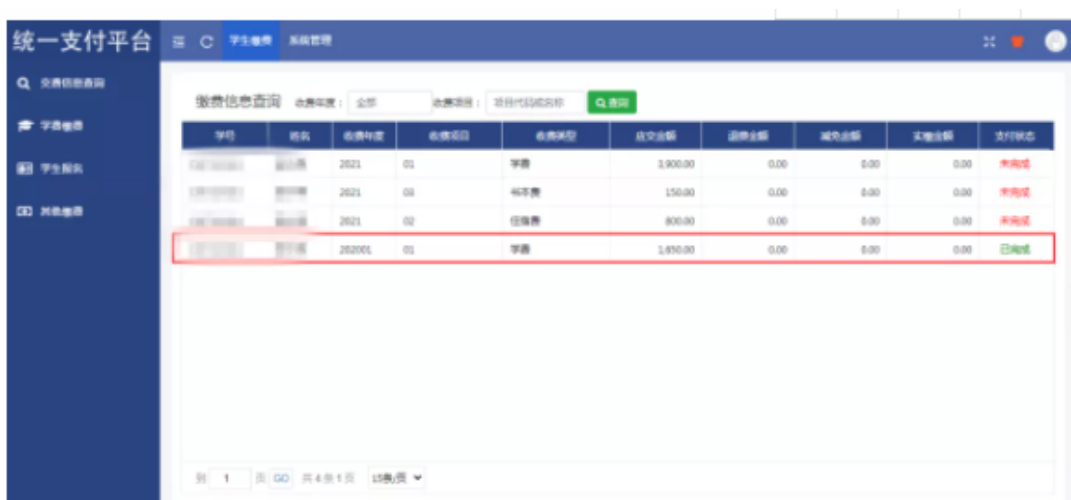 统一支付平台 学生缴费 系统管理
交费信息查询
学费缴费
学生报名
其他缴费
缴费信息查询 收费年度： 全部 收费项目： 项目代码或名称 查询
学号 姓名 收费年度 收费项目 收费类型 应交金额 退费金额 减免金额 实缴金额 支付状态
2021 01 学费 3,900.00 0.00 0.00 0.00 未完成
2021 03 书本费 150.00 0.00 0.00 0.00 未完成
2021 02 住宿费 800.00 0.00 0.00 0.00 未完成
202001 01 学费 1,650.00 0.00 0.00 0.00 已完成
到 1 页 GO 共 4 条 1 页 15条/页